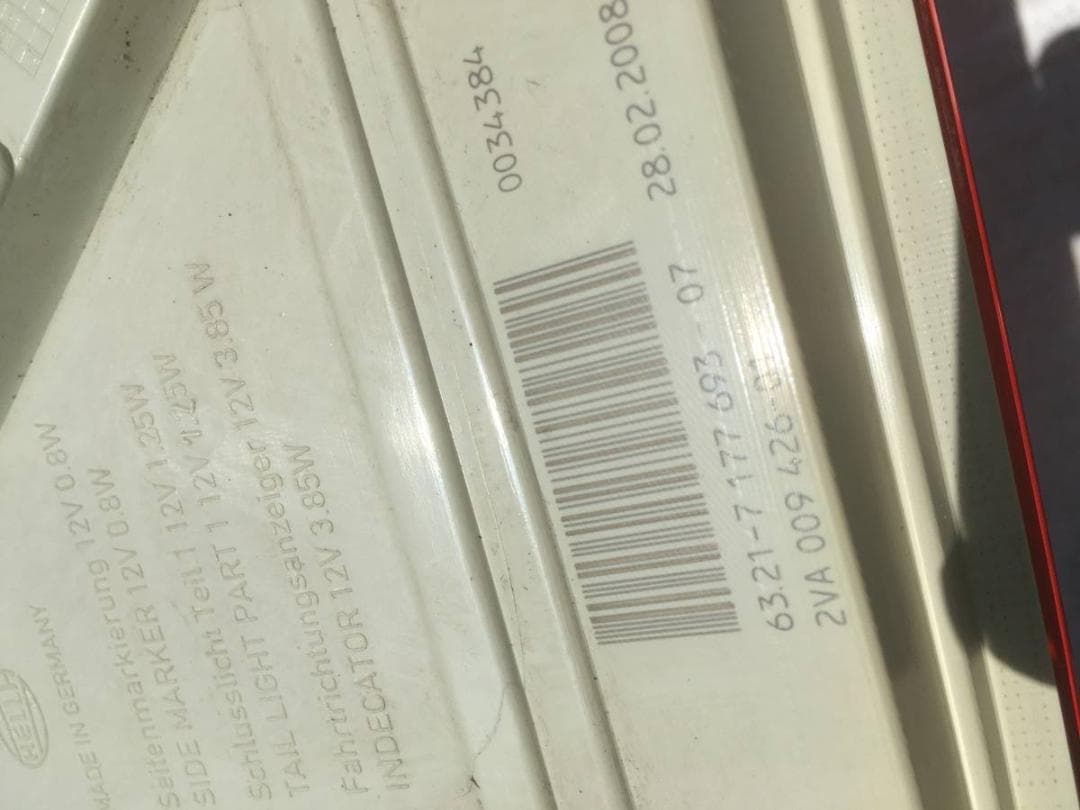 HELLA
MADE IN GERMANY
Seitenmarkierung 12V 0.8W
SIDE MARKER 12V 0.8W
Schlusslicht Teil 1 12V 1.25W
TAIL LIGHT PART 1 12V 1.25W
Fahrtrichtungsanzeiger 12V 3.85 W
INDECATOR 12V 3.85W
0034384
28.02.2008
63.21-7 177 693 - 07
2VA 009 426-